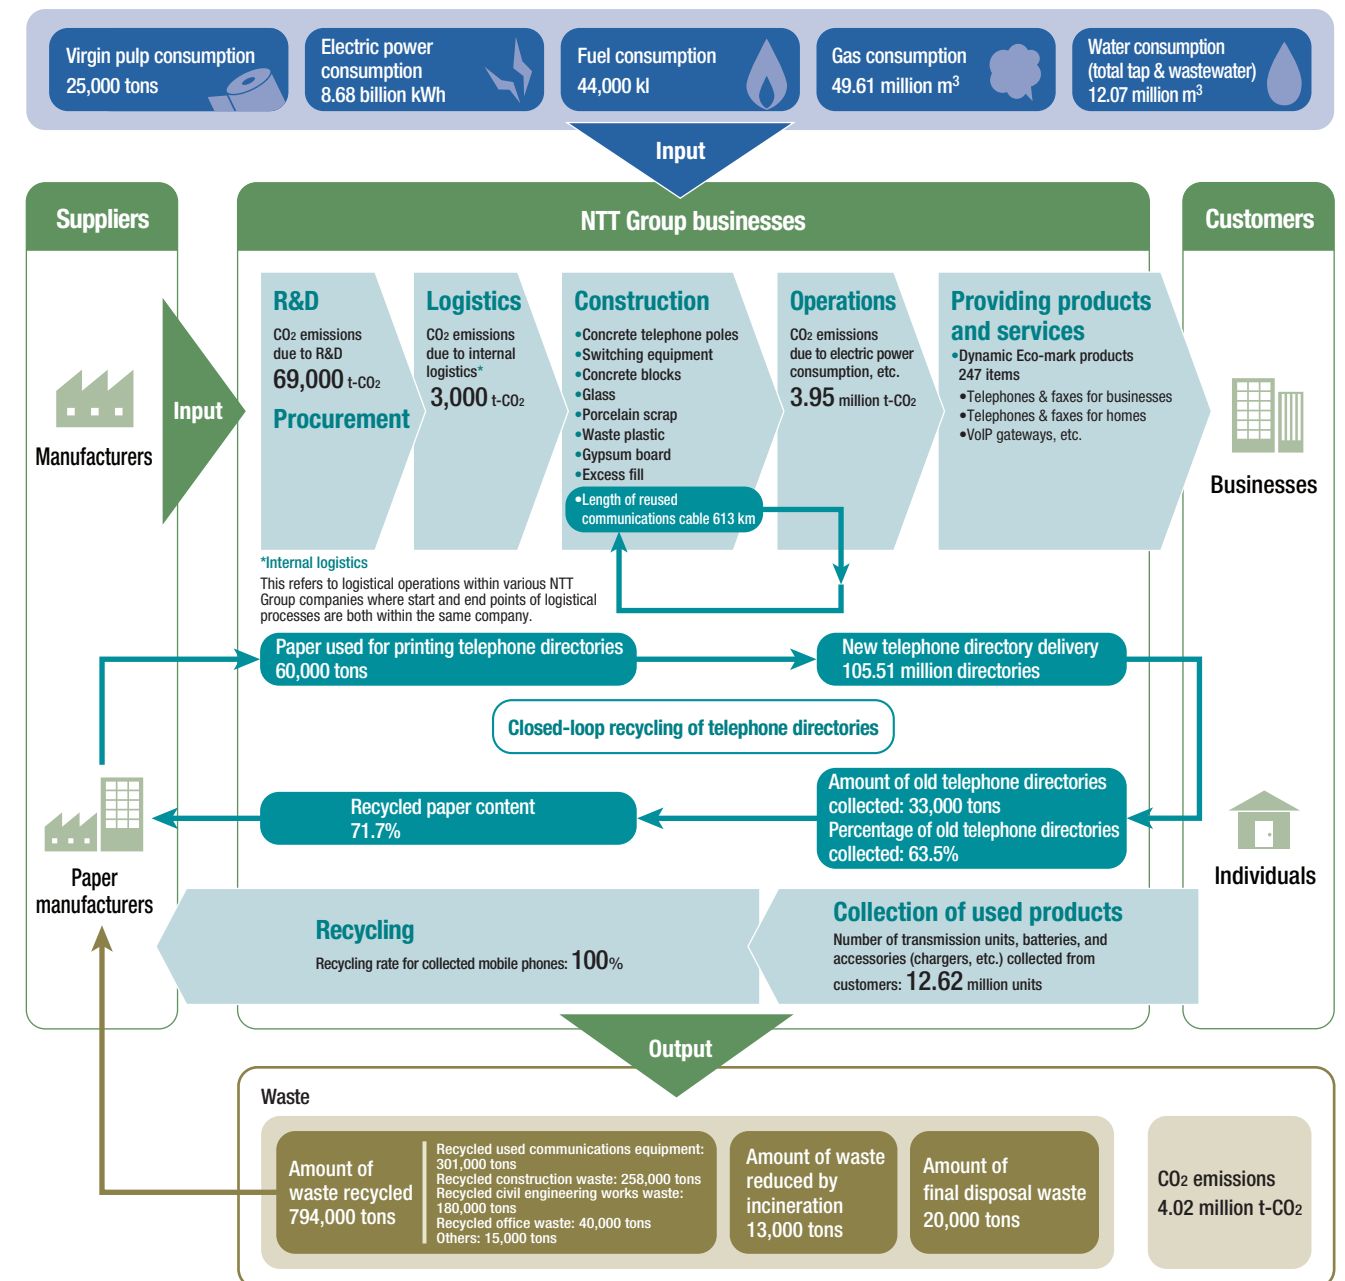 Virgin pulp consumption
25,000 tons
Electric power
consumption
8.68 billion kWh
Fuel consumption
44,000 kl
Gas consumption
49.61 million m³
Water consumption
(total tap & wastewater)
12.07 million m³
Input
Suppliers
NTT Group businesses
Customers
Manufacturers
Input
R&D
CO₂ emissions
due to R&D
69,000 t-CO₂
Procurement
Logistics
CO₂ emissions
due to internal
logistics*
3,000 t-CO₂
Construction
•Concrete telephone poles
•Switching equipment
•Concrete blocks
•Glass
•Porcelain scrap
•Waste plastic
•Gypsum board
•Excess fill
•Length of reused
communications cable 613 km
Operations
CO₂ emissions
due to electric power
consumption, etc.
3.95 million t-CO₂
Providing products
and services
•Dynamic Eco-mark products
247 items
•Telephones & faxes for businesses
•Telephones & faxes for homes
•VoIP gateways, etc.
Businesses
*Internal logistics
This refers to logistical operations within various NTT
Group companies where start and end points of logistical
processes are both within the same company.
Paper used for printing telephone directories
60,000 tons
New telephone directory delivery
105.51 million directories
Closed-loop recycling of telephone directories
Amount of old telephone directories
collected: 33,000 tons
Percentage of old telephone directories
collected: 63.5%
Recycled paper content
71.7%
Paper
manufacturers
Individuals
Recycling
Recycling rate for collected mobile phones: 100%
Collection of used products
Number of transmission units, batteries, and
accessories (chargers, etc.) collected from
customers: 12.62 million units
Output
Waste
Amount of
waste recycled
794,000 tons
Recycled used communications equipment:
301,000 tons
Recycled construction waste: 258,000 tons
Recycled civil engineering works waste:
180,000 tons
Recycled office waste: 40,000 tons
Others: 15,000 tons
Amount of waste
reduced by
incineration
13,000 tons
Amount of
final disposal waste
20,000 tons
CO₂ emissions
4.02 million t-CO₂